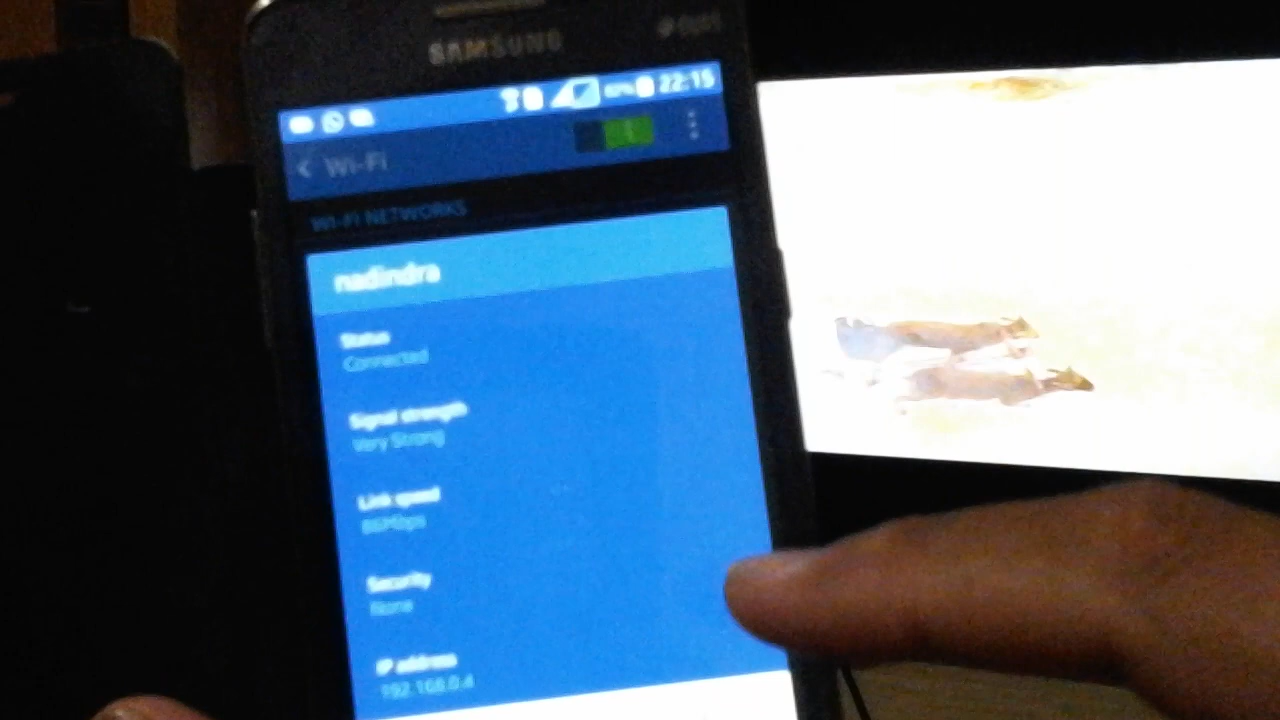 SAMSUNG
22:15
Wi-Fi
WI-FI NETWORKS
nadindra
Status
Connected
Signal strength
Very Strong
Link speed
86Mbps
Security
None
IP address
192.168.0.4